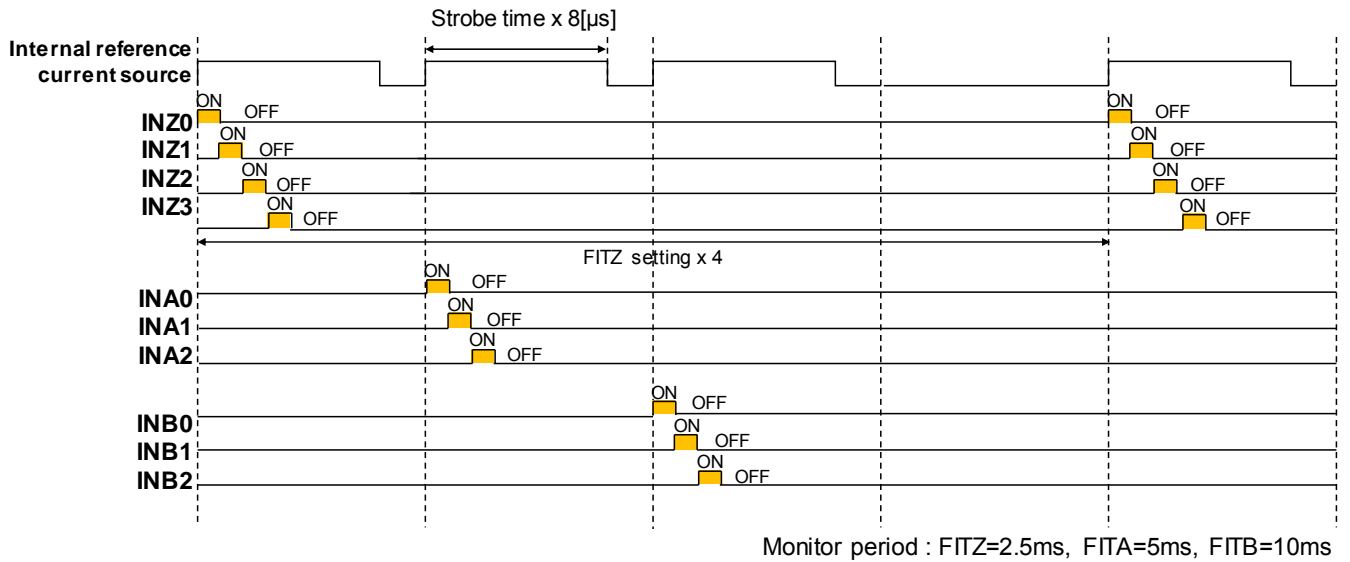 Strobe time x 8[µs]
Internal reference
current source
ON OFF ON OFF
INZ0
ON OFF ON OFF
INZ1
ON OFF ON OFF
INZ2
ON OFF ON OFF
INZ3
FITZ setting x 4
ON OFF
INA0
ON OFF
INA1
ON OFF
INA2
ON OFF
INB0
ON OFF
INB1
ON OFF
INB2
Monitor period : FITZ=2.5ms, FITA=5ms, FITB=10ms